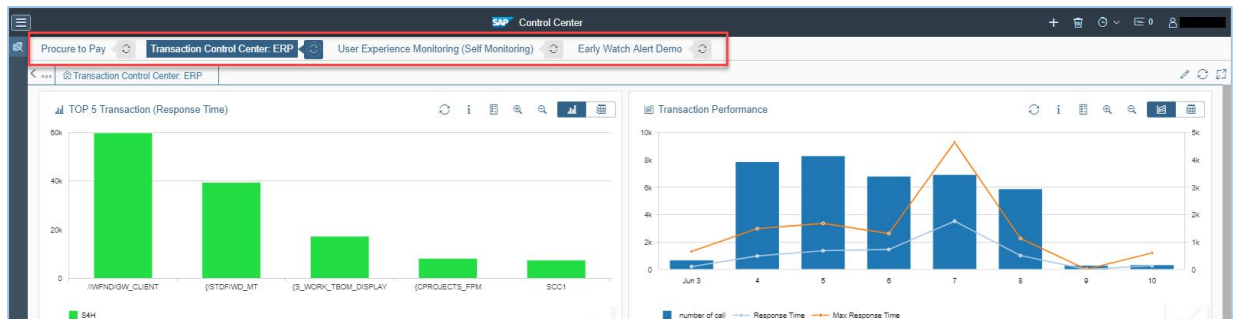 SAP Control Center
0
Procure to Pay Transaction Control Center: ERP User Experience Monitoring (Self Monitoring) Early Watch Alert Demo
Transaction Control Center: ERP
TOP 5 Transaction (Response Time)
60k
40k
20k
0
/IWFND/GW_CLIENT {/STDF/WD_MT {S_WORK_TBOM_DISPLAY {CPROJECTS_FPM SCC1
S4H
Transaction Performance
10k 5k
8k 4k
6k 3k
4k 2k
2k 1k
0 0
Jun 3 4 5 6 7 8 9 10
number of call Response Time Max Response Time